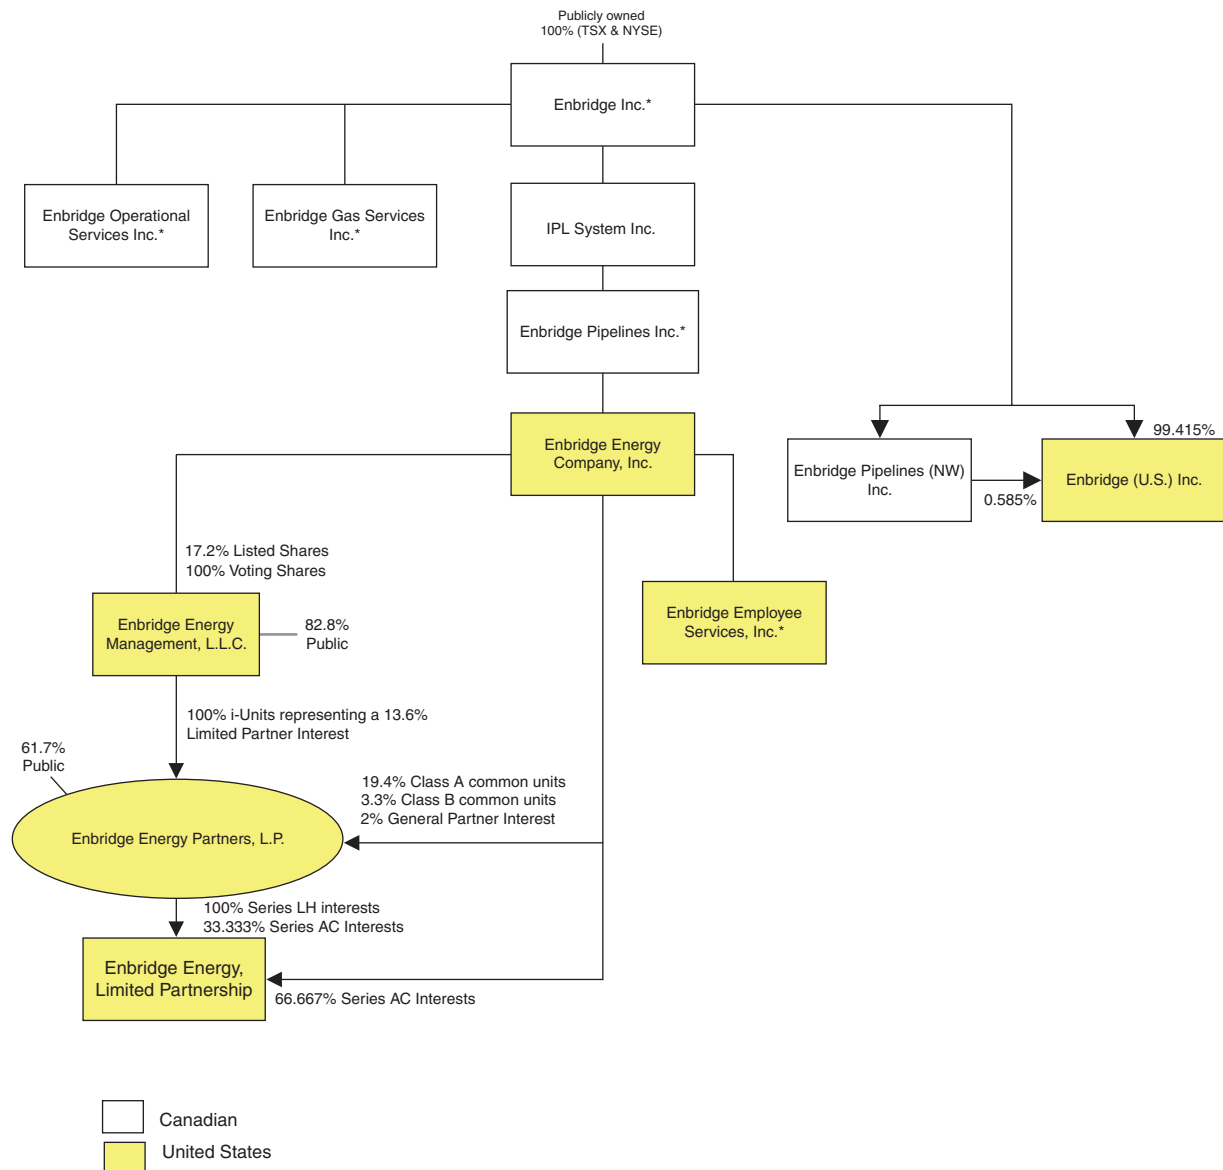 Publicly owned
100% (TSX & NYSE)
Enbridge Inc.*
Enbridge Operational
Services Inc.*
Enbridge Gas Services
Inc.*
IPL System Inc.
Enbridge Pipelines Inc.*
Enbridge Energy
Company, Inc.
99.415%
Enbridge Pipelines (NW)
Inc.
0.585%
Enbridge (U.S.) Inc.
17.2% Listed Shares
100% Voting Shares
Enbridge Energy
Management, L.L.C.
82.8%
Public
Enbridge Employee
Services, Inc.*
100% i-Units representing a 13.6%
Limited Partner Interest
61.7%
Public
19.4% Class A common units
3.3% Class B common units
2% General Partner Interest
Enbridge Energy Partners, L.P.
100% Series LH interests
33.333% Series AC Interests
Enbridge Energy,
Limited Partnership
66.667% Series AC Interests
Canadian
United States